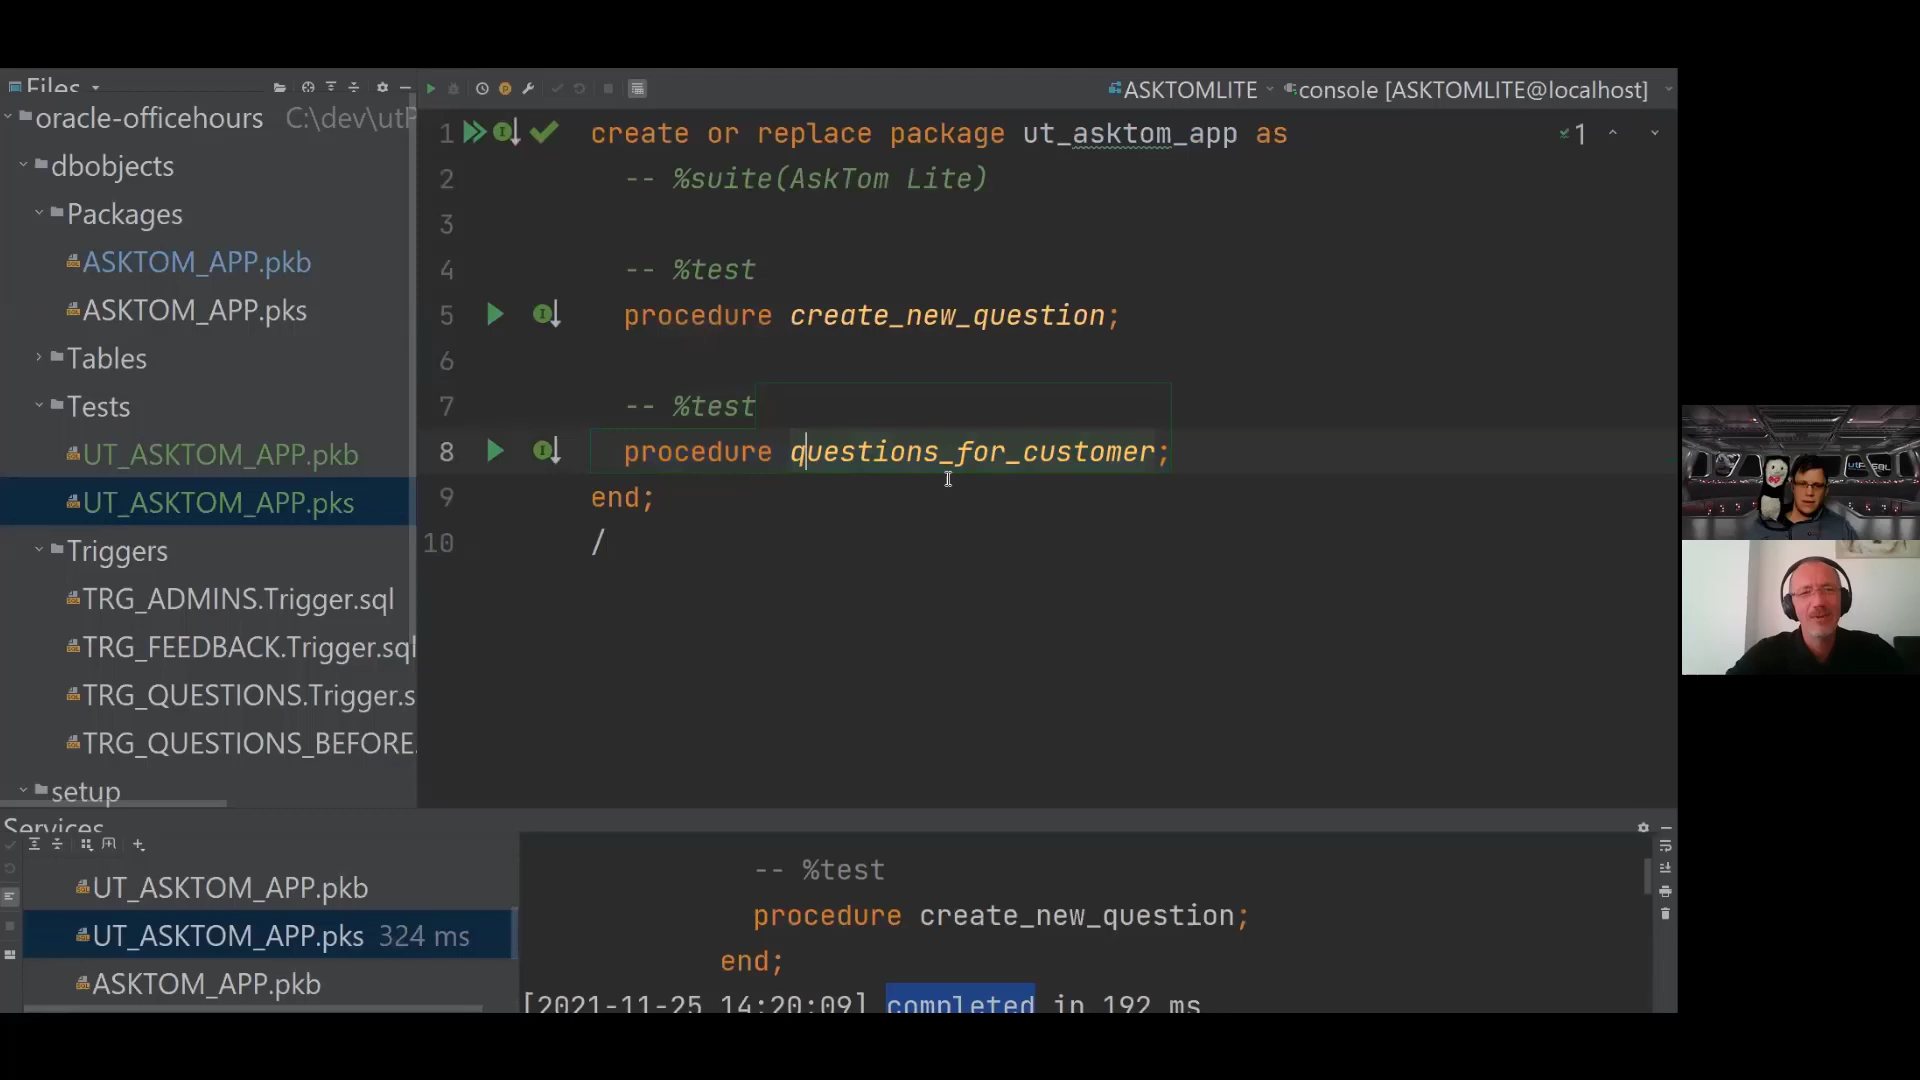 Files
ASKTOMLITE
console [ASKTOMLITE@localhost]
oracle-officehours C:\dev\utP
dbobjects
Packages
ASKTOM_APP.pkb
ASKTOM_APP.pks
Tables
Tests
UT_ASKTOM_APP.pkb
UT_ASKTOM_APP.pks
Triggers
TRG_ADMINS.Trigger.sql
TRG_FEEDBACK.Trigger.sql
TRG_QUESTIONS.Trigger.s
TRG_QUESTIONS_BEFORE.
setup
1 create or replace package ut_asktom_app as
1
2 -- %suite(AskTom Lite)
3
4 -- %test
5 procedure create_new_question;
6
7 -- %test
8 procedure questions_for_customer;
9 end;
10 /
utPLSQL
Services
UT_ASKTOM_APP.pkb
UT_ASKTOM_APP.pks 324 ms
ASKTOM_APP.pkb
-- %test
procedure create_new_question;
end;
[2021-11-25 14:20:09] completed in 192 ms